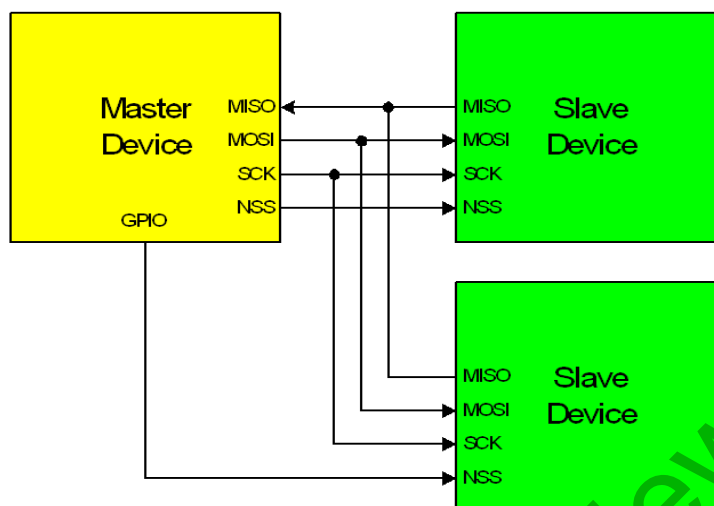 Master
Device
MISO
MOSI
SCK
NSS
GPIO
MISO
MOSI
SCK
NSS
Slave
Device
MISO
MOSI
SCK
NSS
Slave
Device